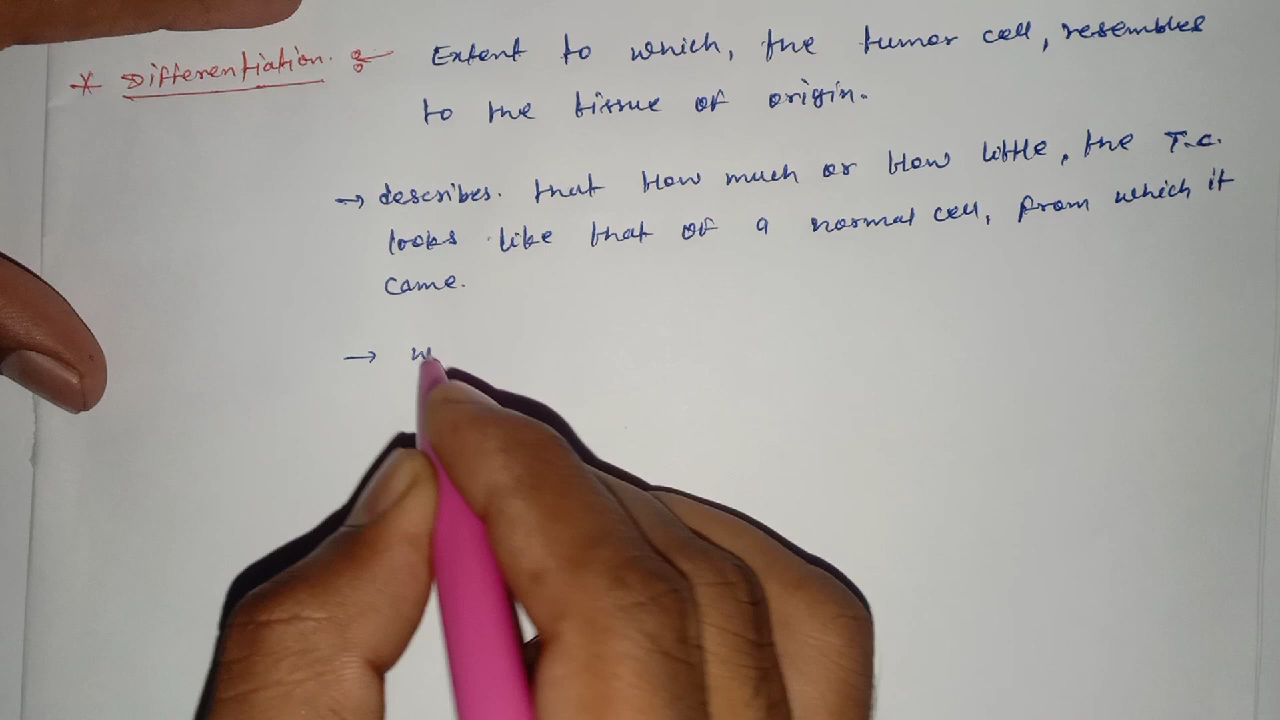 * Differentiation :- Extent to which, the tumor cell, resembles
to the tissue of origin.
→ describes. that How much or How little, the T.C.
looks like that of a normal cell, from which it
came.
→ w